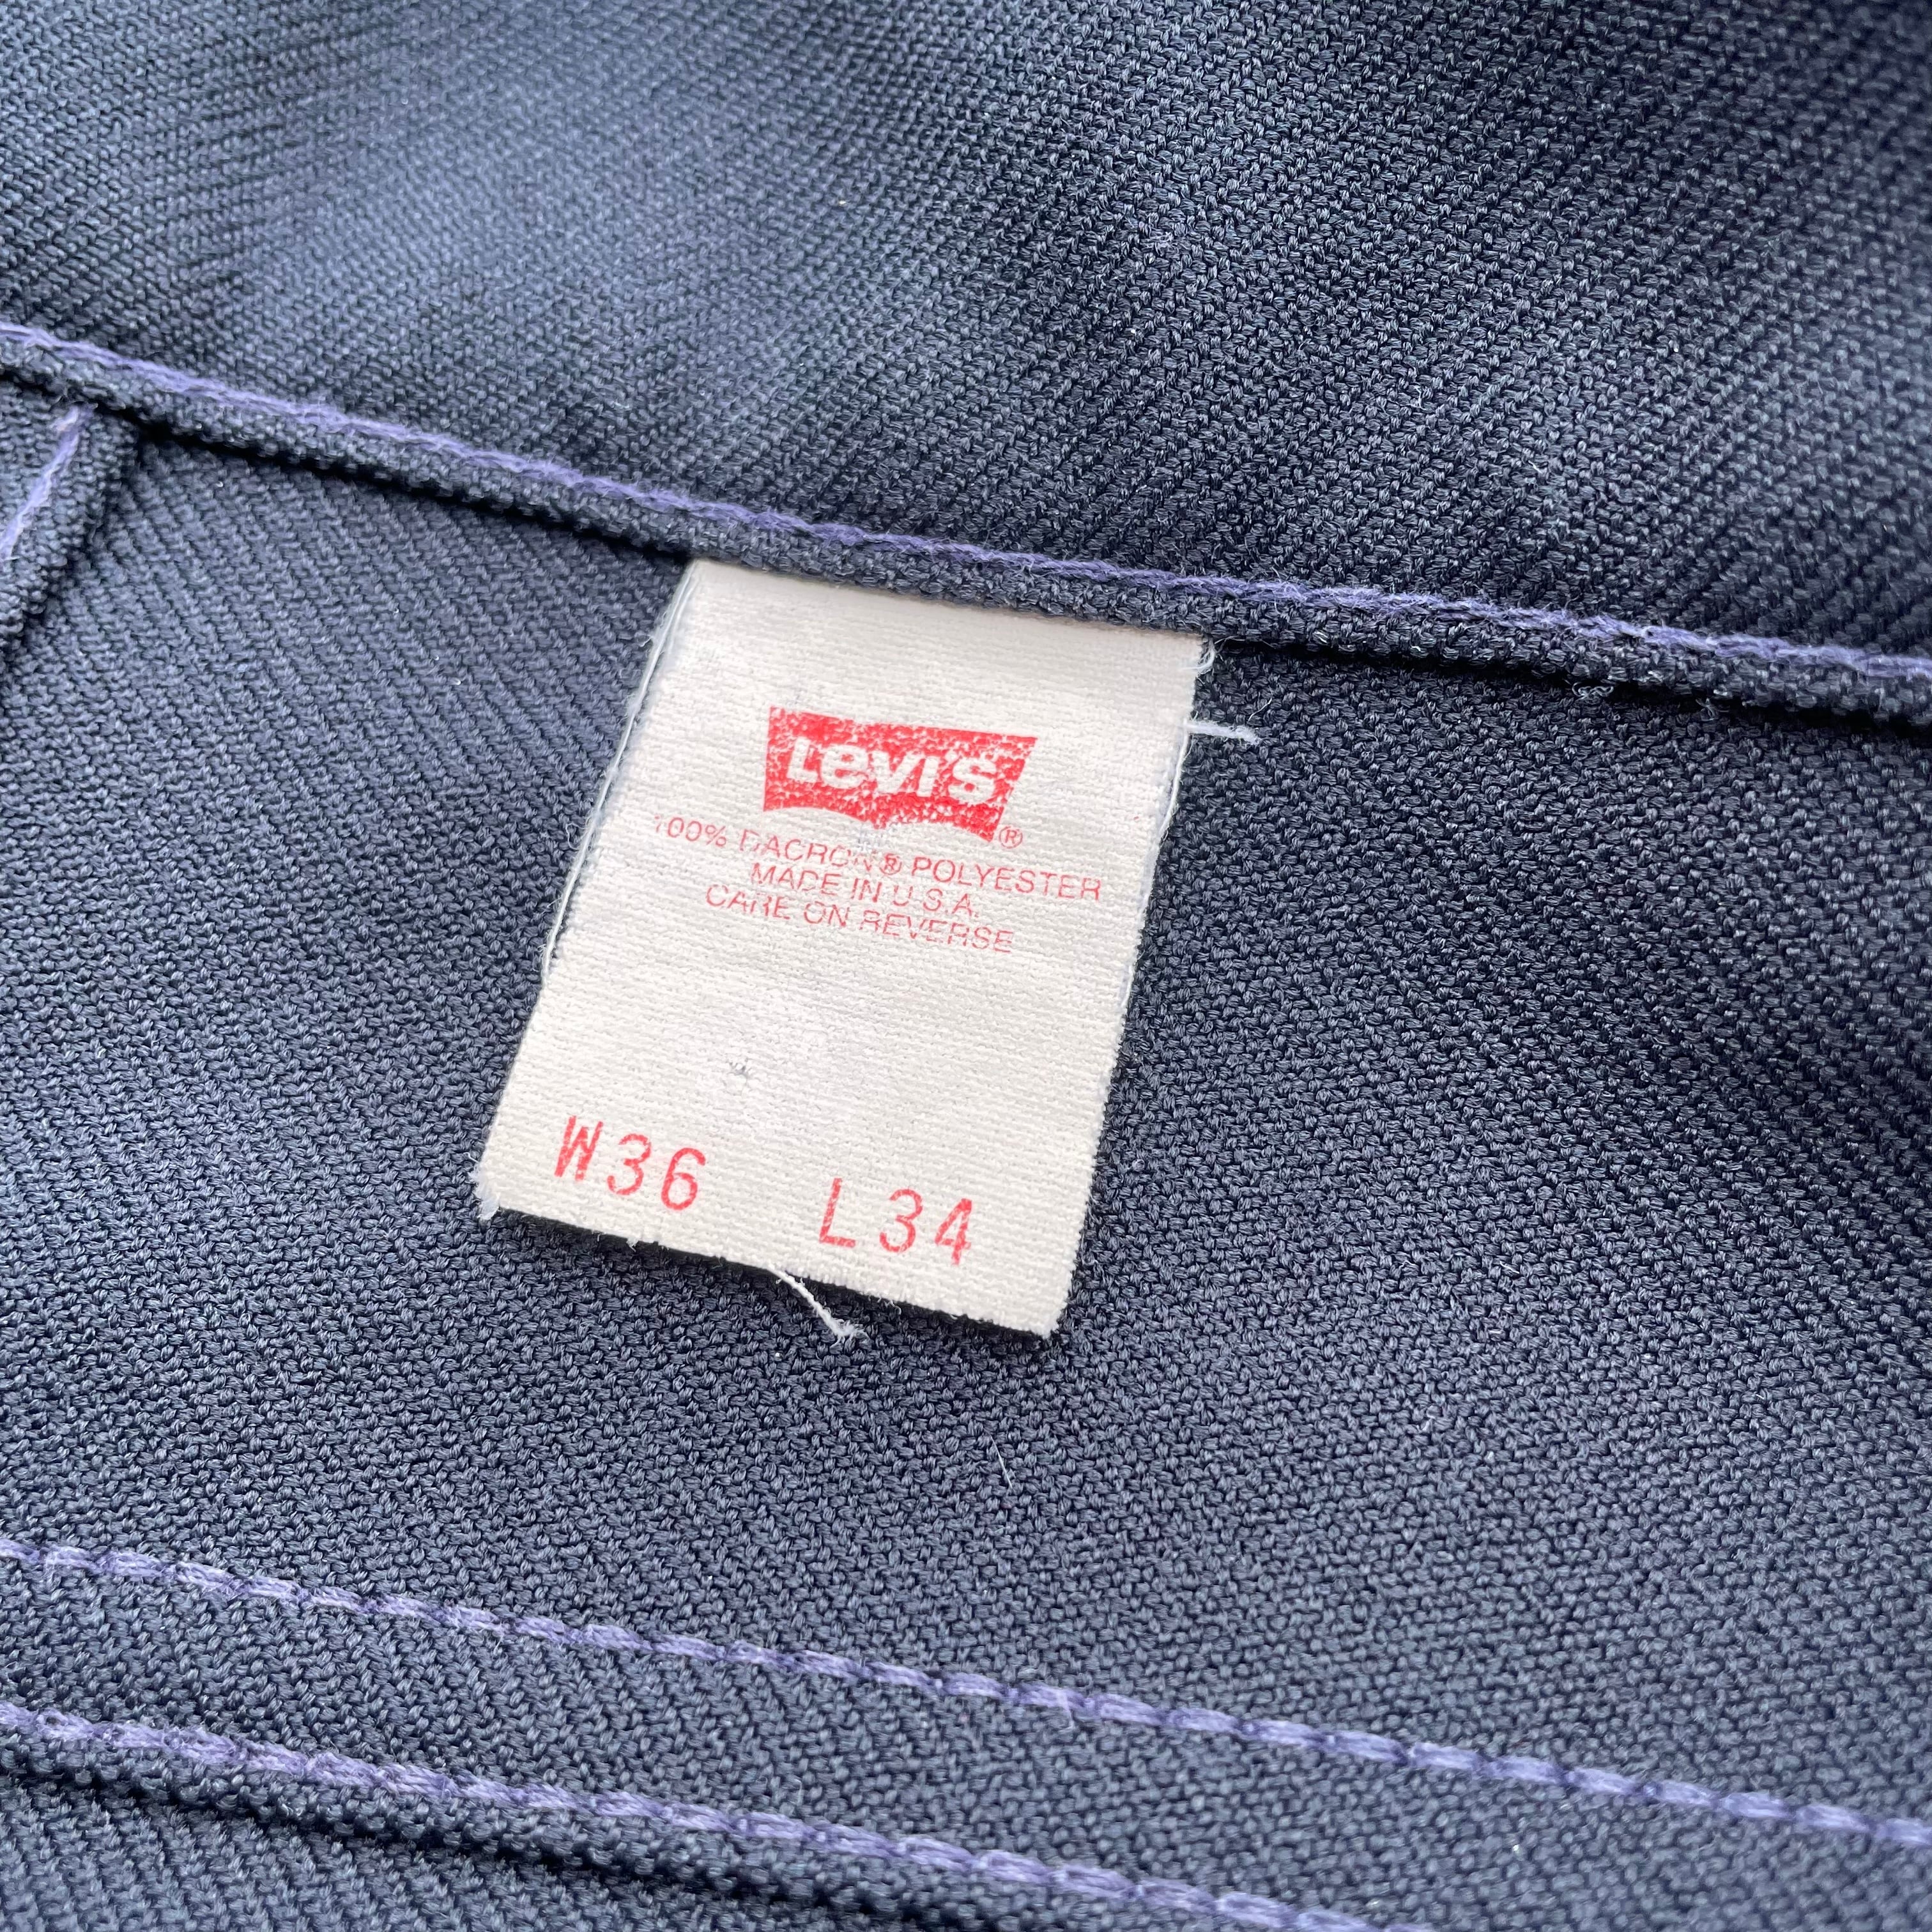 Levi's ®
100% DACRON® POLYESTER
MADE IN U.S.A.
CARE ON REVERSE
W36 L34